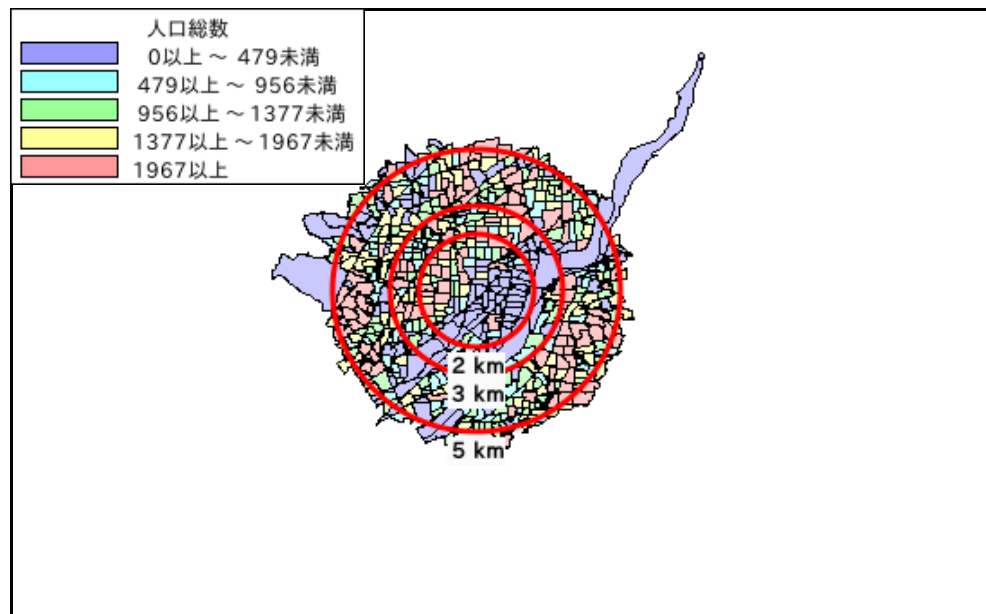 人口総数
0以上 ～ 479未満
479以上 ～ 956未満
956以上 ～ 1377未満
1377以上 ～ 1967未満
1967以上
2 km
3 km
5 km